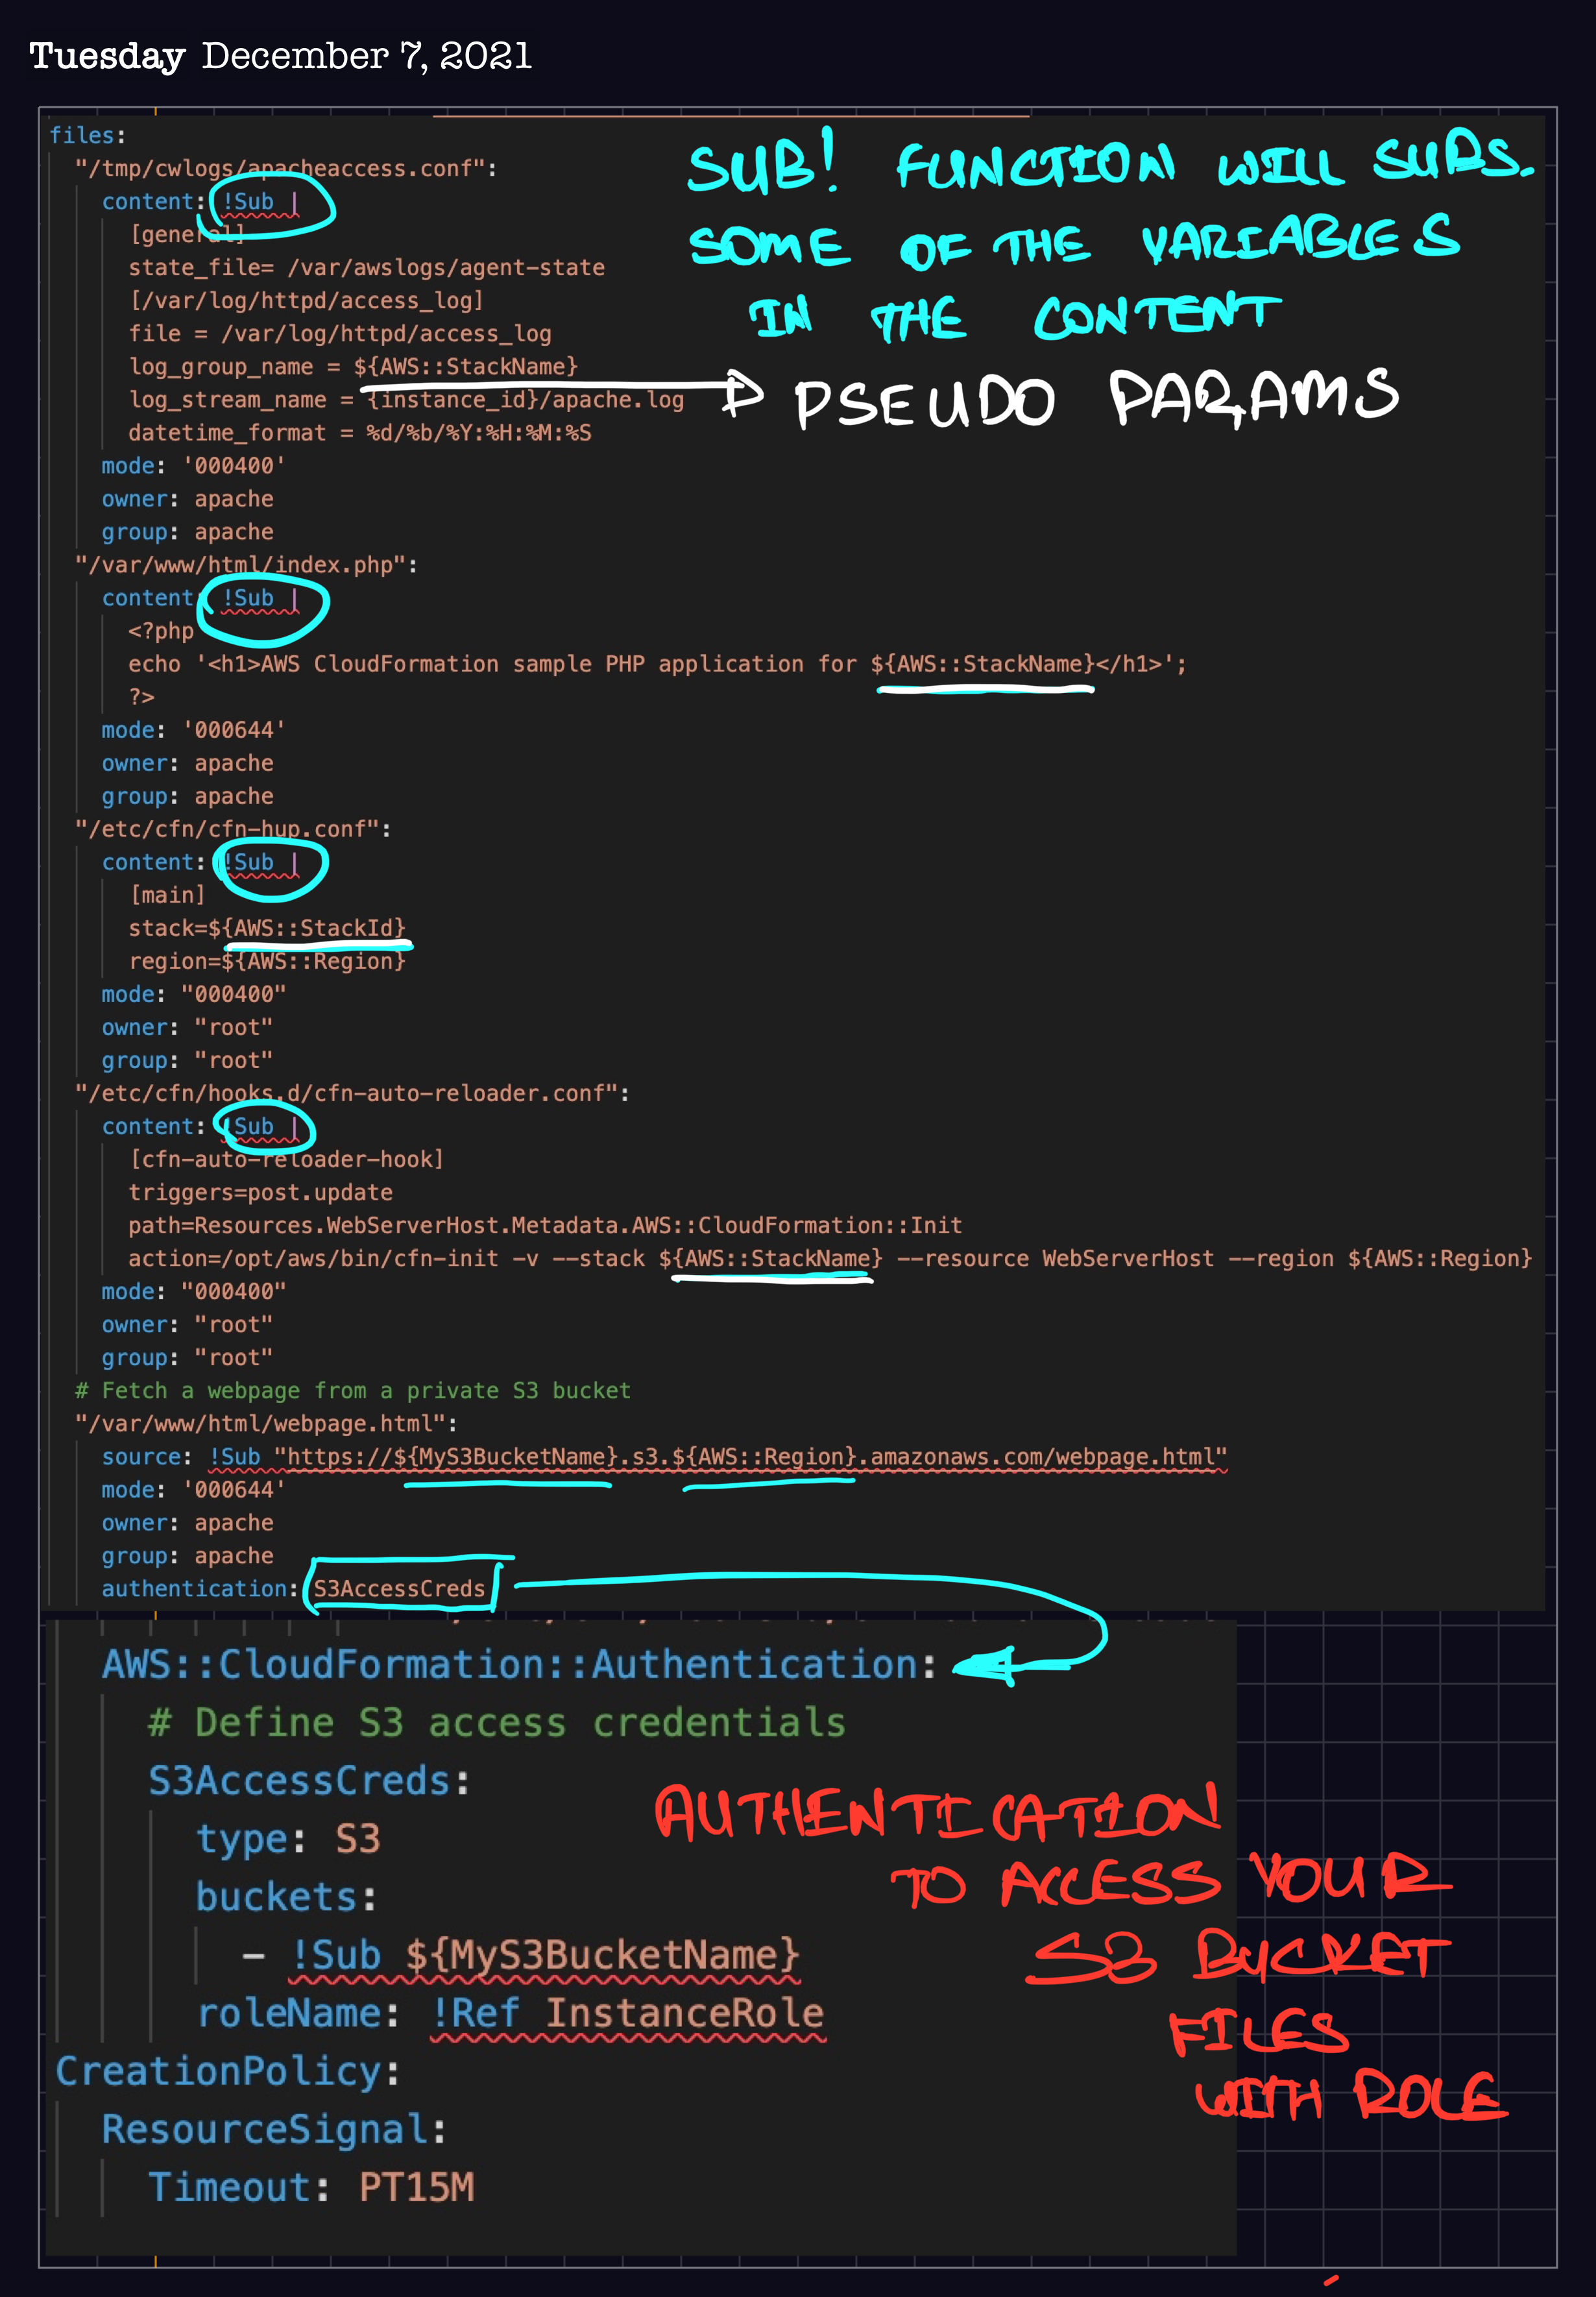 Tuesday December 7, 2021
files:
"/tmp/cwlogs/apacheaccess.conf":
content: !Sub |
[general]
state_file= /var/awslogs/agent-state
[/var/log/httpd/access_log]
file = /var/log/httpd/access_log
log_group_name = ${AWS::StackName}
log_stream_name = {instance_id}/apache.log
datetime_format = %d/%b/%Y:%H:%M:%S
mode: '000400'
owner: apache
group: apache
SUB! FUNCTION WILL SUBS.
SOME OF THE VARIABLES
IN THE CONTENT
PSEUDO PARAMS
"/var/www/html/index.php":
content: !Sub |
<?php
echo '<h1>AWS CloudFormation sample PHP application for ${AWS::StackName}</h1>';
?>
mode: '000644'
owner: apache
group: apache
"/etc/cfn/cfn-hup.conf":
content: !Sub |
[main]
stack=${AWS::StackId}
region=${AWS::Region}
mode: "000400"
owner: "root"
group: "root"
"/etc/cfn/hooks.d/cfn-auto-reloader.conf":
content: !Sub |
[cfn-auto-reloader-hook]
triggers=post.update
path=Resources.WebServerHost.Metadata.AWS::CloudFormation::Init
action=/opt/aws/bin/cfn-init -v --stack ${AWS::StackName} --resource WebServerHost --region ${AWS::Region}
mode: "000400"
owner: "root"
group: "root"
# Fetch a webpage from a private S3 bucket
"/var/www/html/webpage.html":
source: !Sub "https://${MyS3BucketName}.s3.${AWS::Region}.amazonaws.com/webpage.html"
mode: '000644'
owner: apache
group: apache
authentication: S3AccessCreds
AWS::CloudFormation::Authentication:
# Define S3 access credentials
S3AccessCreds:
type: S3
buckets:
- !Sub ${MyS3BucketName}
roleName: !Ref InstanceRole
CreationPolicy:
ResourceSignal:
Timeout: PT15M
AUTHENTICATION
TO ACCESS YOUR
S3 BUCKET
FILES
WITH ROLE